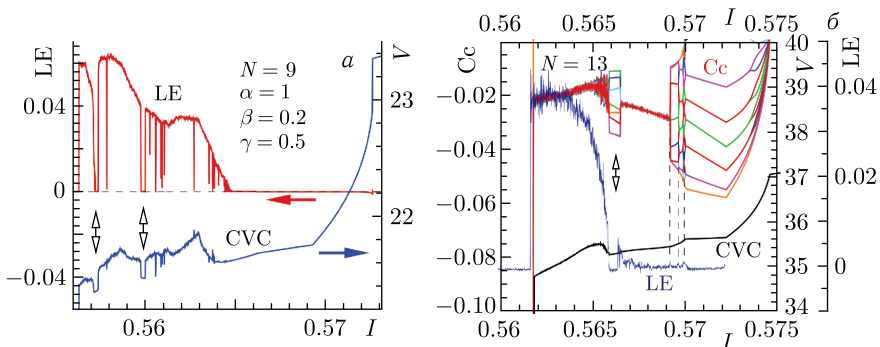 LE
0.04
0
−0.04
0.56
0.57
I
LE
N = 9
α = 1
β = 0.2
γ = 0.5
CVC
а
V
23
22
0.56
0.565
0.57
0.575
I
б
Cc
−0.02
−0.04
−0.06
−0.08
−0.10
N = 13
Cc
CVC
LE
40
39
38
37
36
35
34
V
LE
0.04
0.02
0
0.56
0.565
0.57
0.575
I